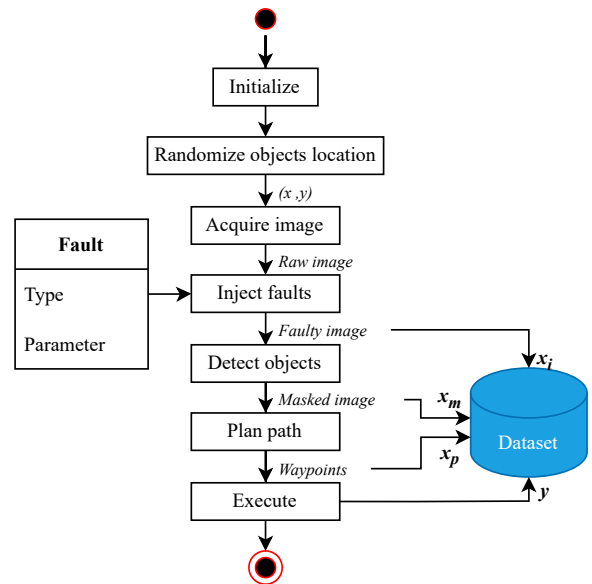 Initialize
Randomize objects location
(x ,y)
Acquire image
Raw image
Fault
Type
Parameter
Inject faults
Faulty image
x_i
Detect objects
Masked image
x_m
Plan path
Dataset
x_p
Waypoints
Execute
y